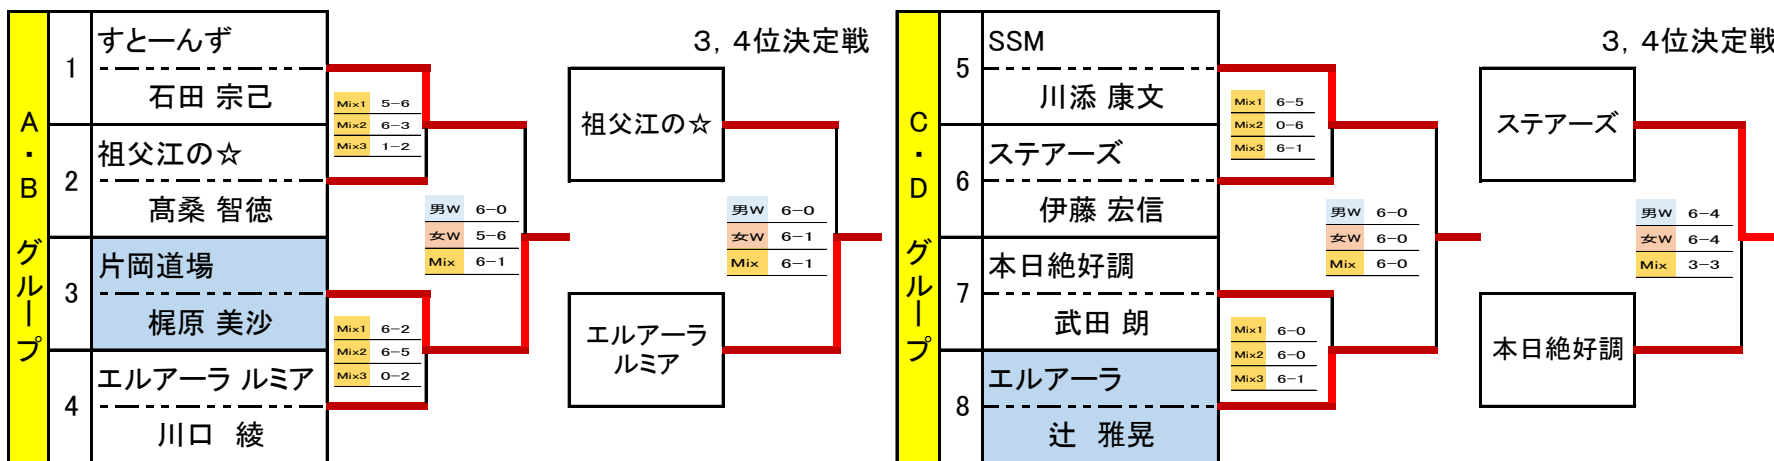 A・Bグループ
1
すとーんず
石田 宗己
2
祖父江の☆
髙桑 智徳
3
片岡道場
梶原 美沙
4
エルアーラ ルミア
川口 綾
Mix1 5-6
Mix2 6-3
Mix3 1-2
Mix1 6-2
Mix2 6-5
Mix3 0-2
男W 6-0
女W 5-6
Mix 6-1
3，4位決定戦
祖父江の☆
エルアーラ
ルミア
男W 6-0
女W 6-1
Mix 6-1
C・Dグループ
5
SSM
川添 康文
6
ステアーズ
伊藤 宏信
7
本日絶好調
武田 朗
8
エルアーラ
辻 雅晃
Mix1 6-5
Mix2 0-6
Mix3 6-1
Mix1 6-0
Mix2 6-0
Mix3 6-1
男W 6-0
女W 6-0
Mix 6-0
3，4位決定戦
ステアーズ
本日絶好調
男W 6-4
女W 6-4
Mix 3-3